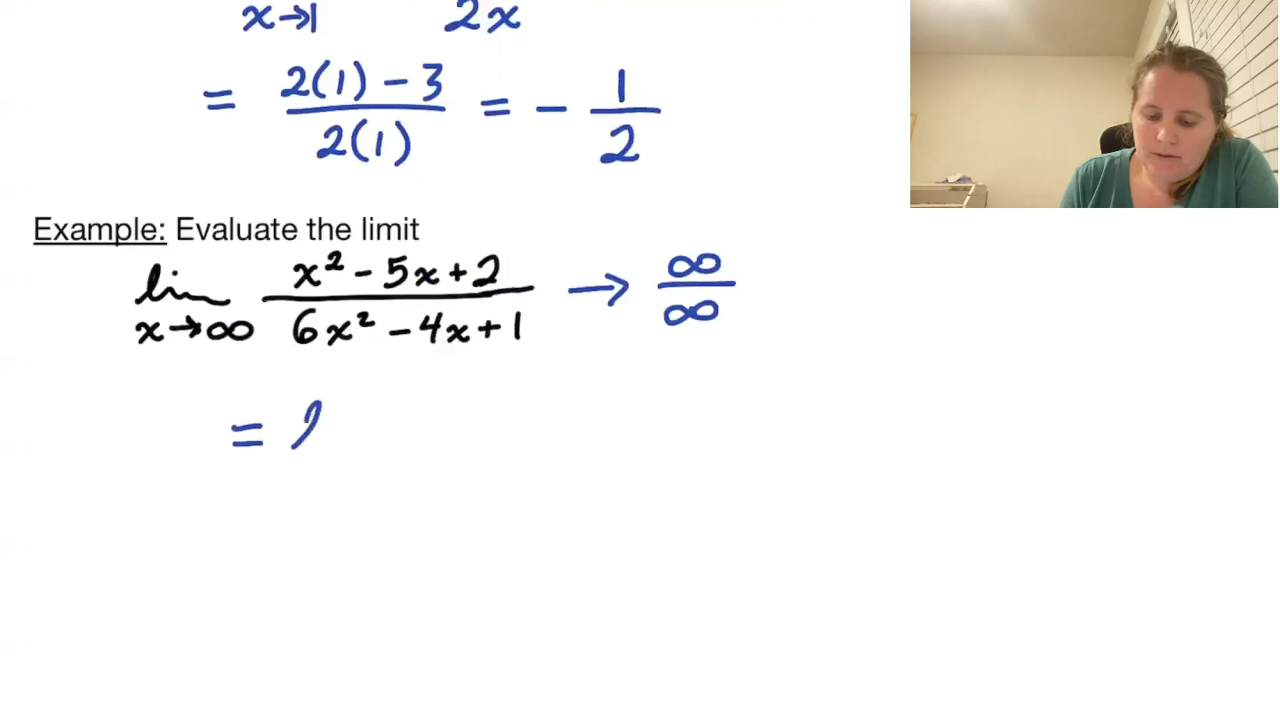 x→1 2x
= 2(1) - 3 / 2(1) = - 1/2
Example: Evaluate the limit
lim x→∞ x² - 5x + 2 / 6x² - 4x + 1 → ∞/∞
=